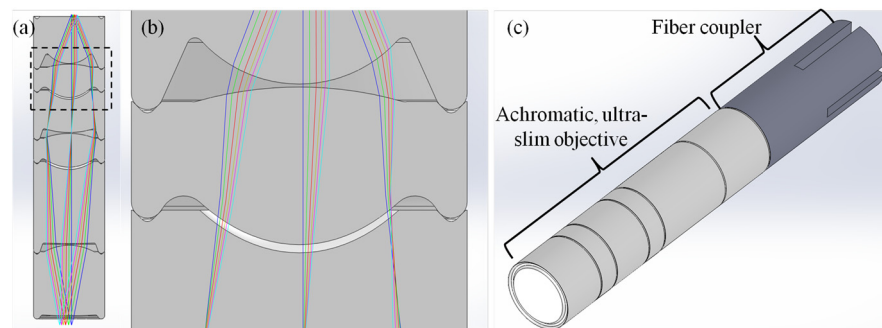 (a)
(b)
(c)
Fiber coupler
Achromatic, ultra-
slim objective